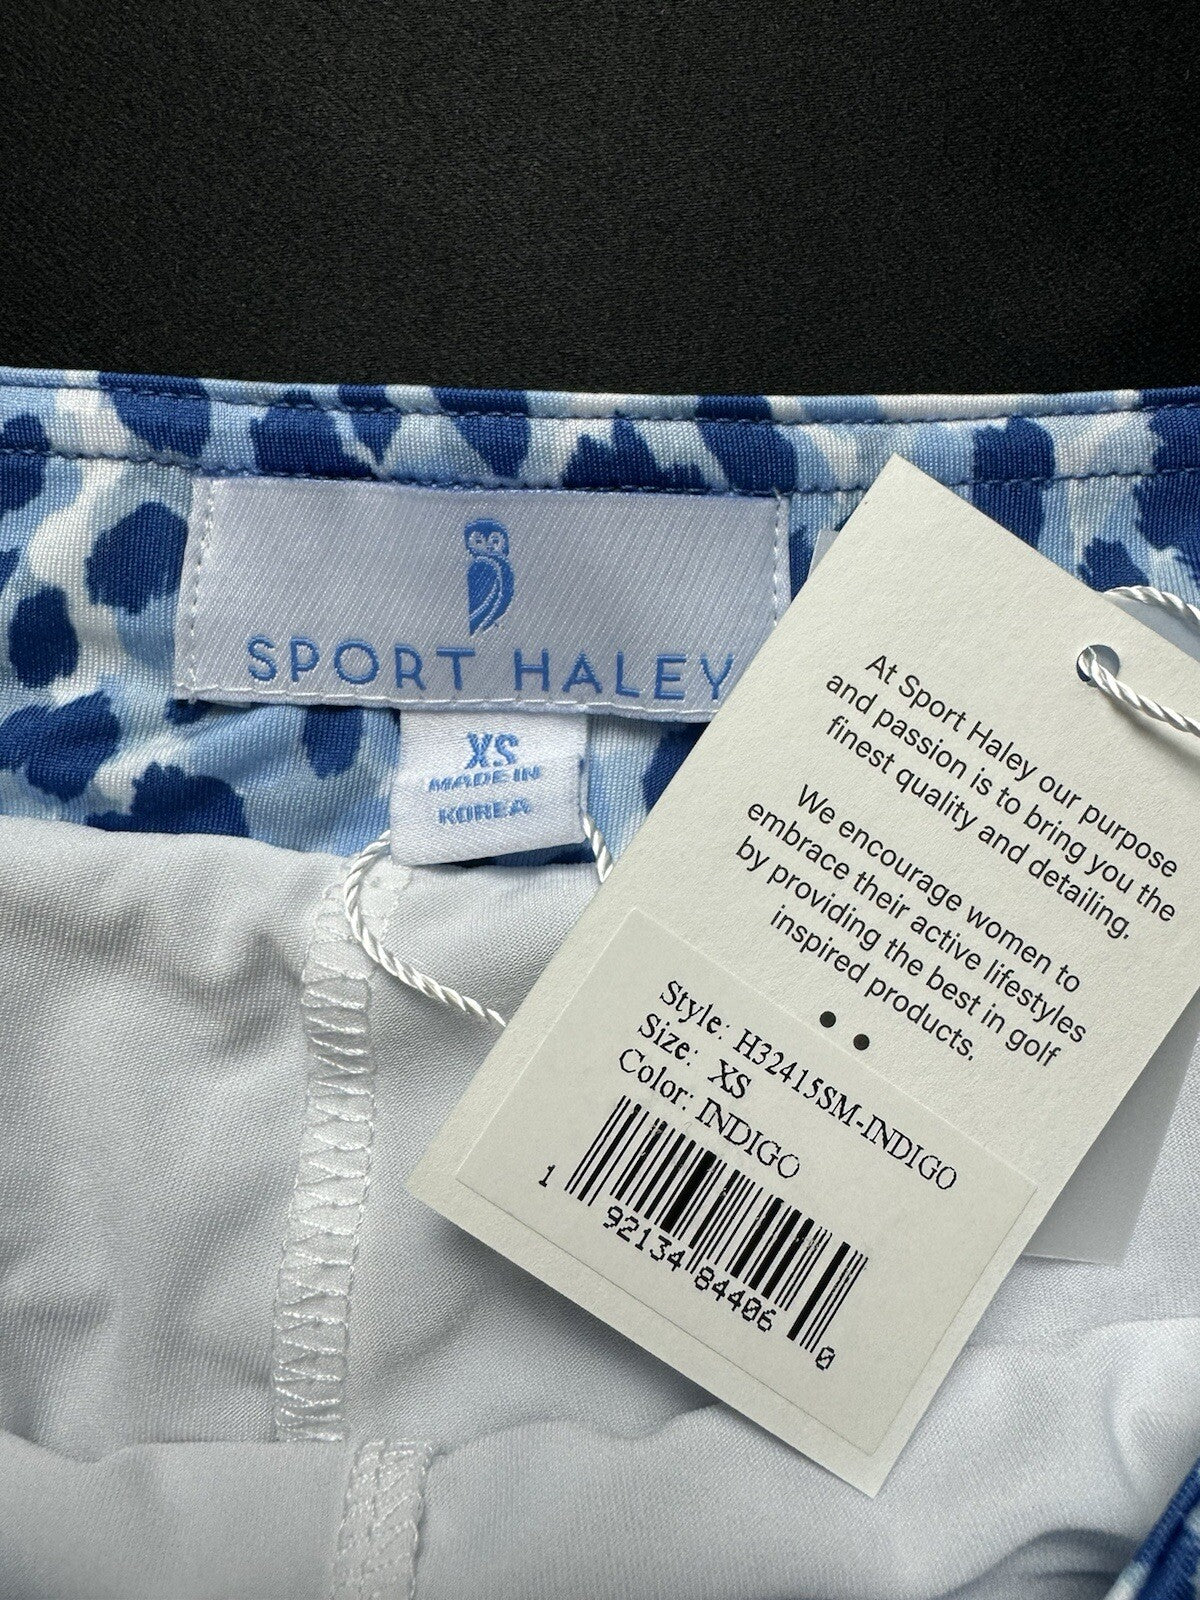 SPORT HALEY
XS
MADE IN
KOREA
At Sport Haley our purpose
and passion is to bring you the
finest quality and detailing.
We encourage women to
embrace their active lifestyles
by providing the best in golf
inspired products.
Style: H32415SM-INDIGO
Size: XS
Color: INDIGO
1 92134 84406 0